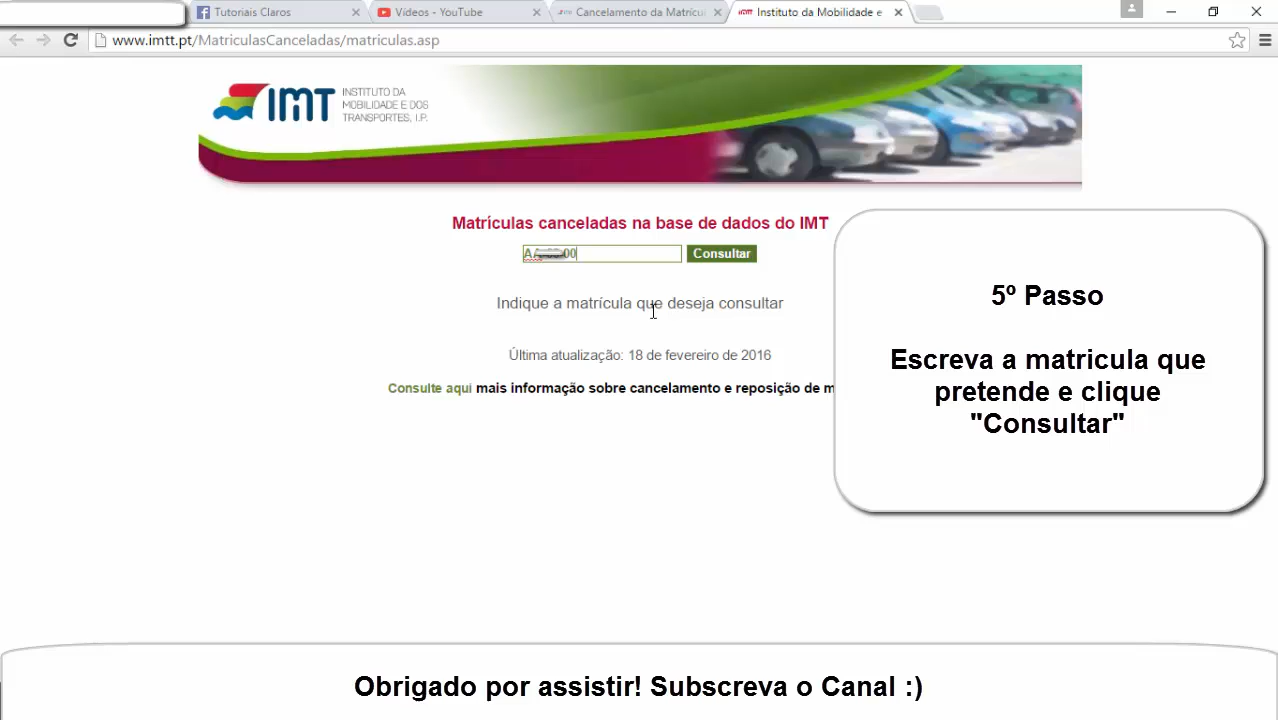 Tutoriais Claros
Vídeos - YouTube
Cancelamento da Matrícul
Instituto da Mobilidade e
www.imtt.pt/MatriculasCanceladas/matriculas.asp
IMT
INSTITUTO DA
MOBILIDADE E DOS
TRANSPORTES, I.P.
Matrículas canceladas na base de dados do IMT
Consultar
Indique a matrícula que deseja consultar
Última atualização: 18 de fevereiro de 2016
Consulte aqui mais informação sobre cancelamento e reposição de m
5º Passo
Escreva a matricula que
pretende e clique
"Consultar"
Obrigado por assistir! Subscreva o Canal :)